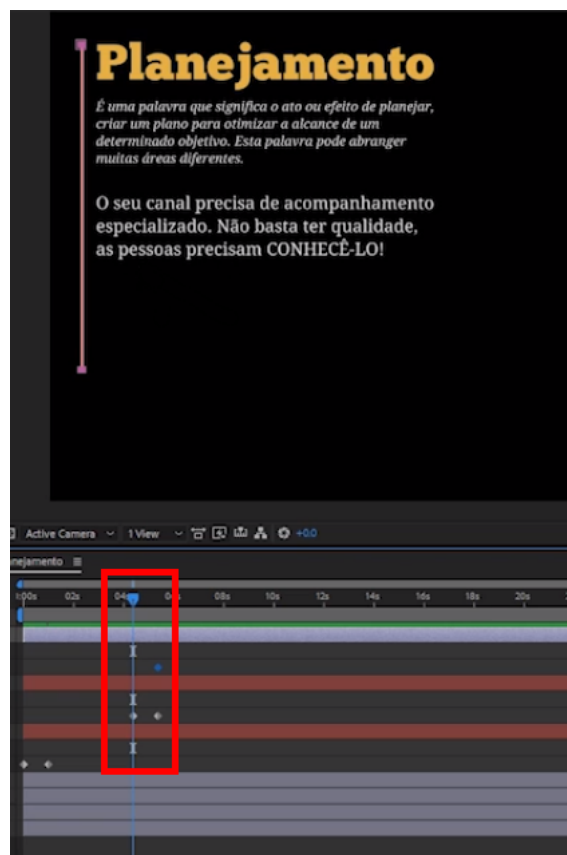 Planejamento
É uma palavra que significa o ato ou efeito de planejar,
criar um plano para otimizar a alcance de um
determinado objetivo. Esta palavra pode abranger
muitas áreas diferentes.
O seu canal precisa de acompanhamento
especializado. Não basta ter qualidade,
as pessoas precisam CONHECÊ-LO!
Active Camera 1 View +0.0
nejamento
:00s 02s 04s 08s 10s 12s 14s 16s 18s 20s